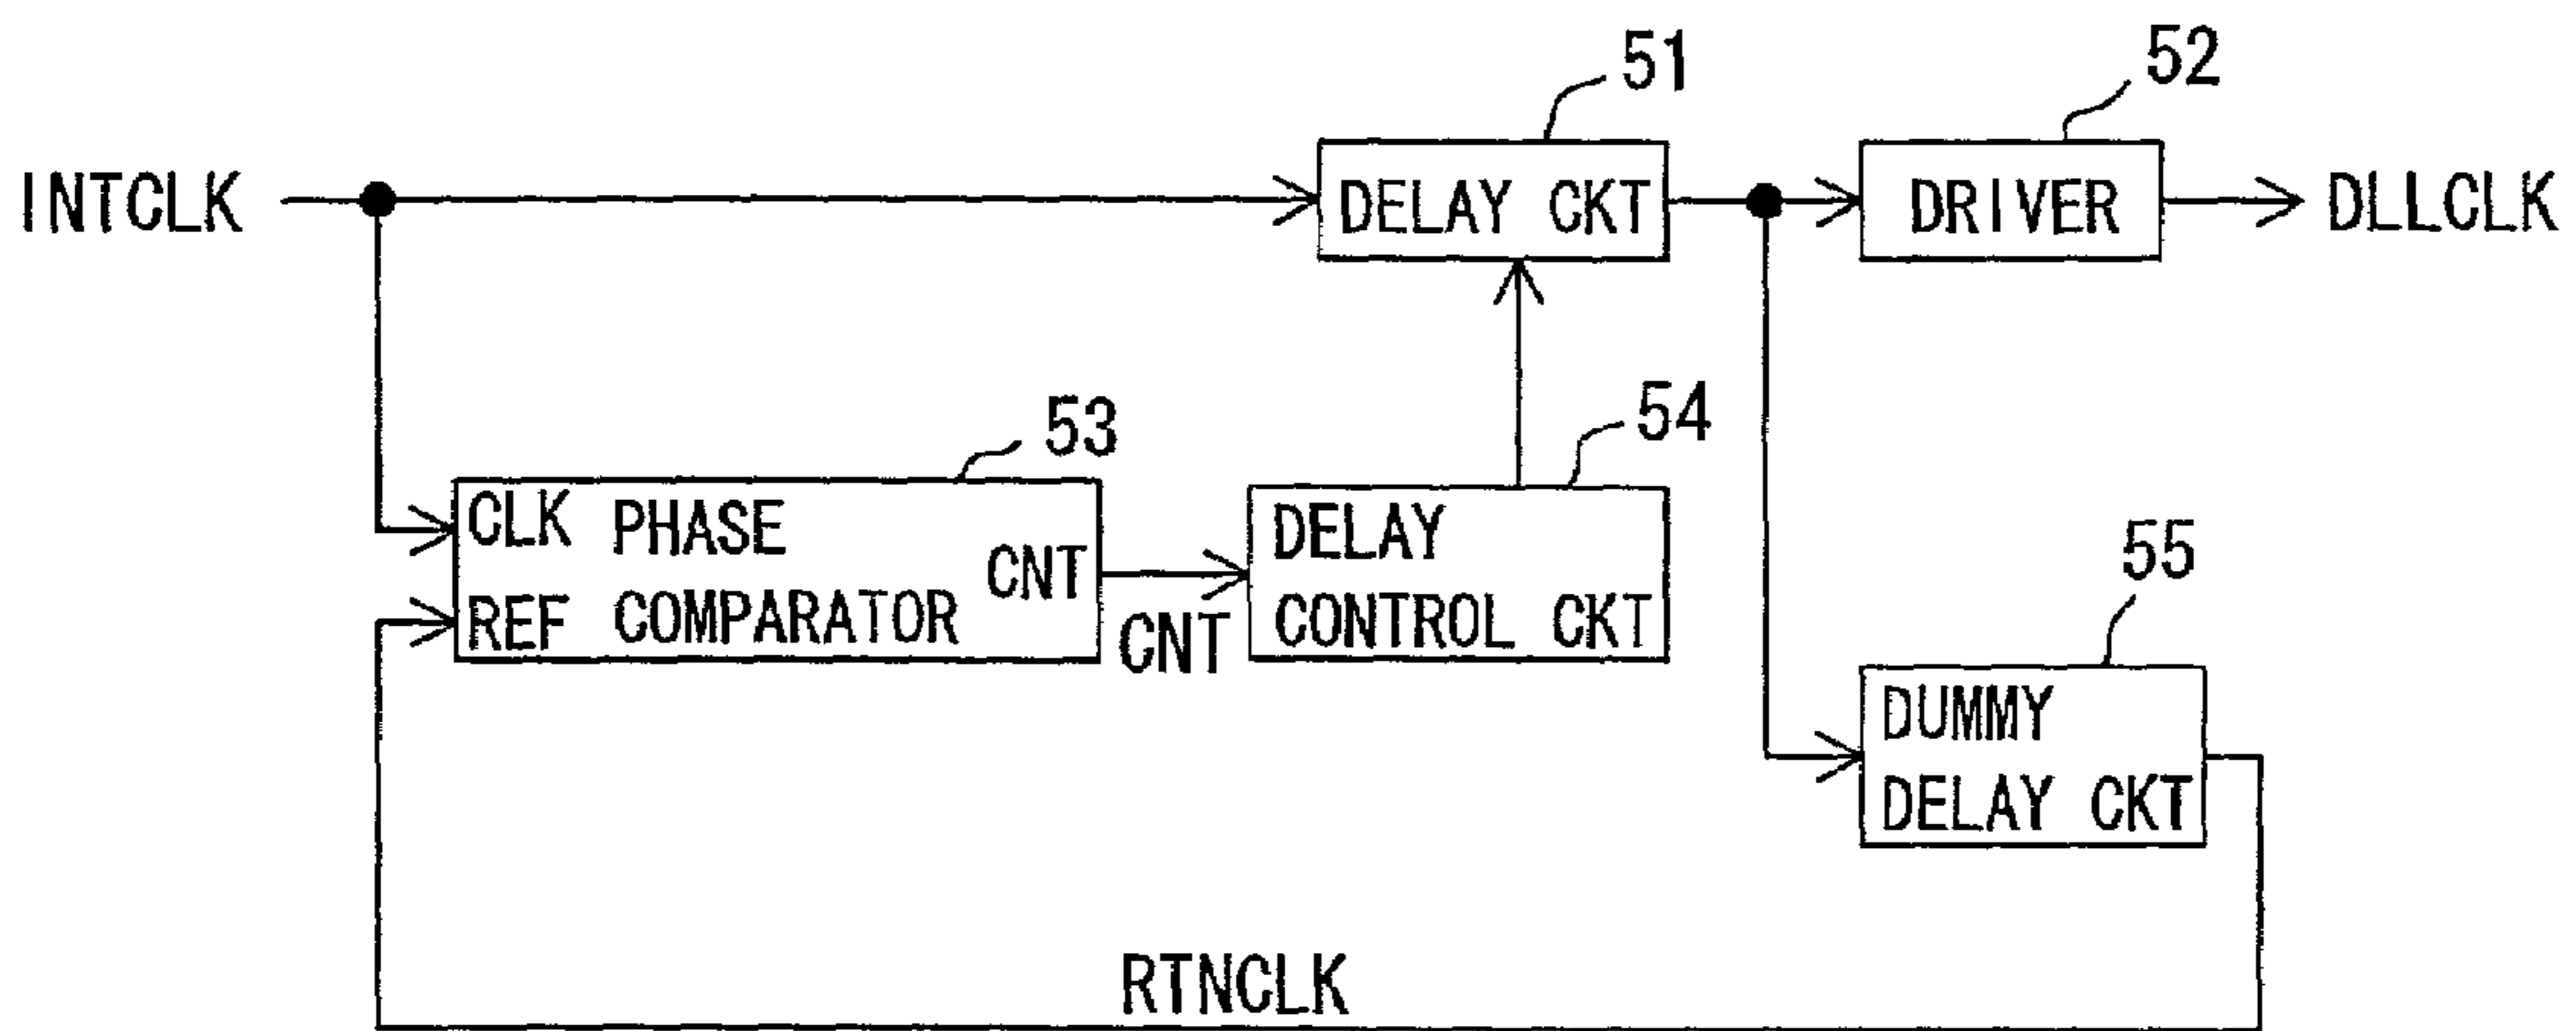 51
52
INTCLK
DELAY CKT
DRIVER
DLLCLK
53
54
CLK PHASE
REF COMPARATOR
CNT
CNT
DELAY
CONTROL CKT
55
DUMMY
DELAY CKT
RTNCLK